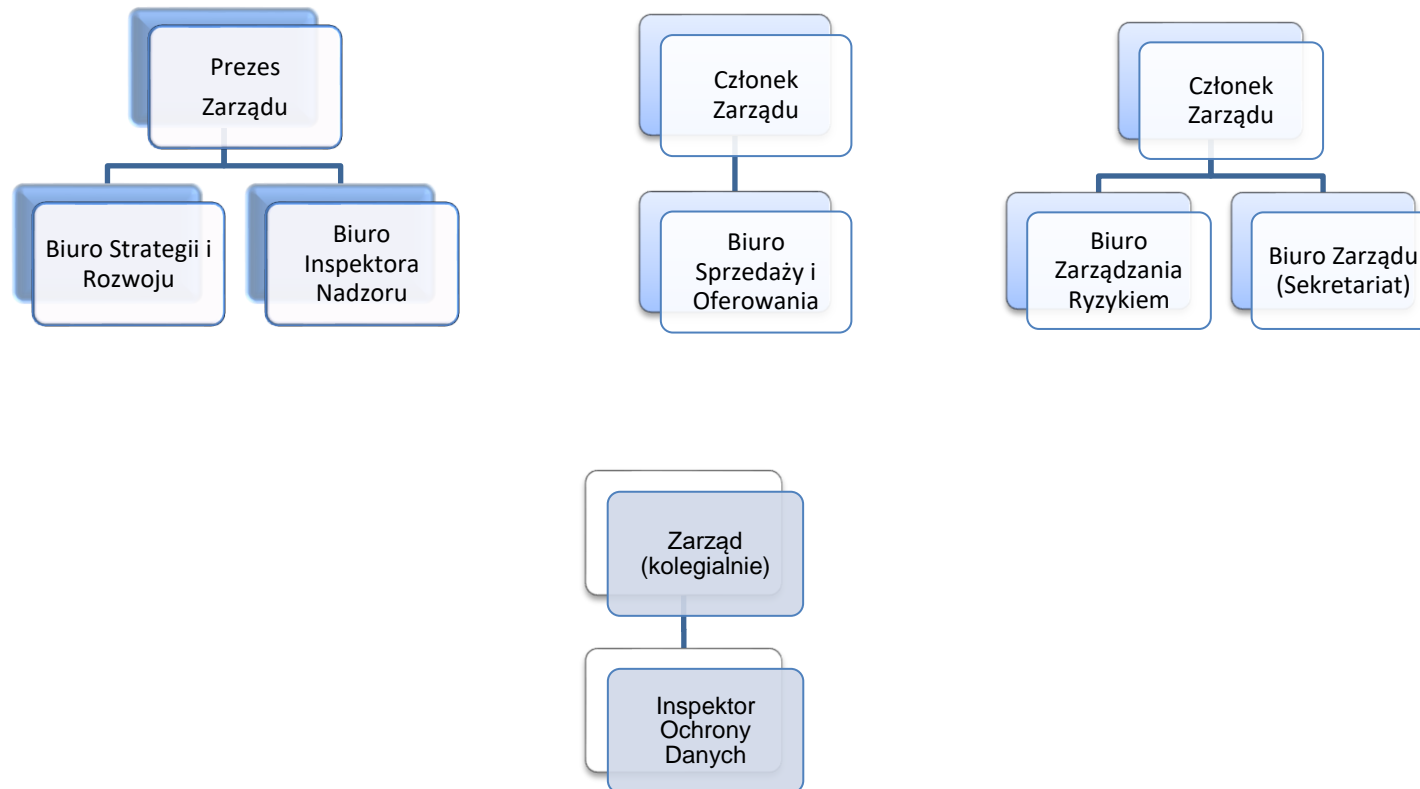 Prezes
Zarządu
Biuro Strategii i
Rozwoju
Biuro
Inspektora
Nadzoru
Członek
Zarządu
Biuro
Sprzedaży i
Oferowania
Członek
Zarządu
Biuro
Zarządzania
Ryzykiem
Biuro Zarządu
(Sekretariat)
Zarząd
(kolegialnie)
Inspektor
Ochrony
Danych